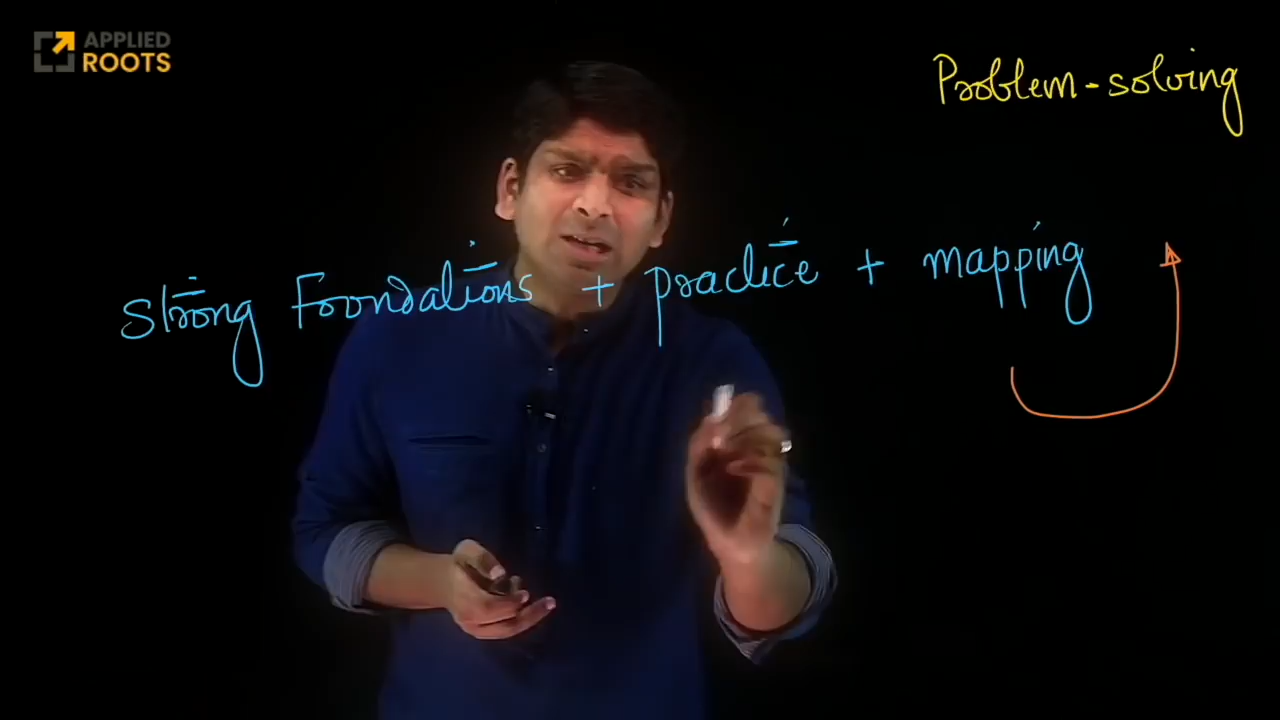 APPLIED
ROOTS
Problem-solving
strong Foundations + practice + mapping